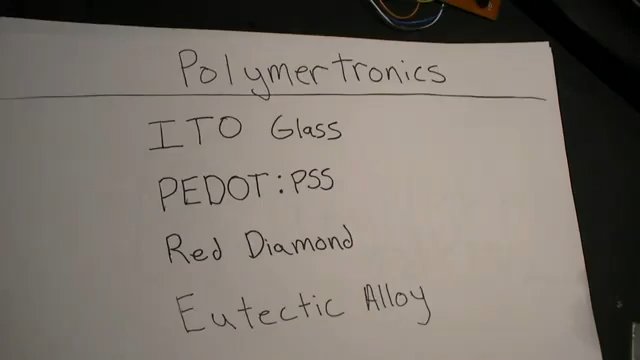 Polymertronics
ITO Glass
PEDOT:PSS
Red Diamond
Eutectic Alloy